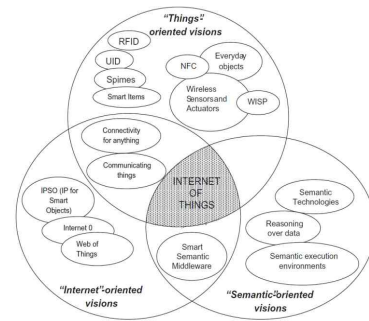 “Things”-
oriented visions
RFID
UID
Spimes
Smart Items
Everyday
objects
NFC
Wireless
Sensors and
Actuators
WISP
Connectivity
for anything
Communicating
things
INTERNET
OF
THINGS
IPSO (IP for
Smart
Objects)
Internet 0
Web of
Things
Semantic
Technologies
Reasoning
over data
Semantic execution
environments
Smart
Semantic
Middleware
“Internet”-oriented
visions
“Semantic”-oriented
visions